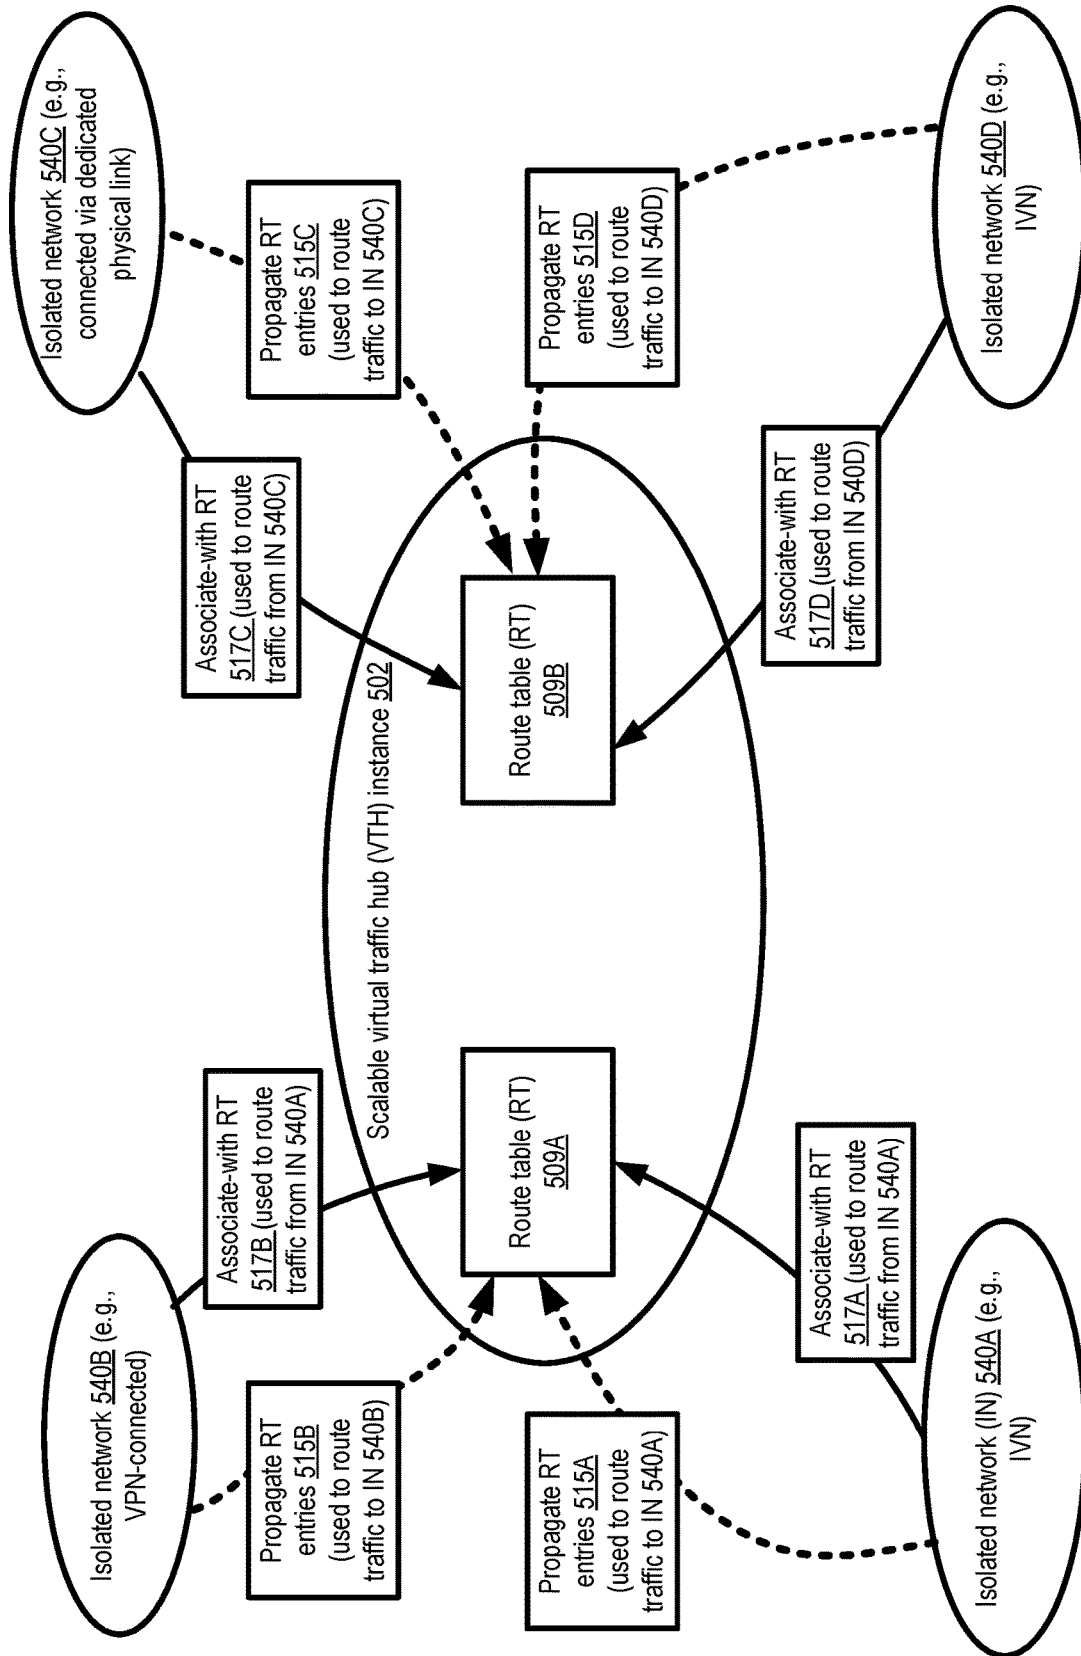 Isolated network 540B (e.g.,
VPN-connected)
Isolated network 540C (e.g.,
connected via dedicated
physical link)
Associate-with RT
517B (used to route
traffic from IN 540A)
Associate-with RT
517C (used to route
traffic from IN 540C)
Propagate RT
entries 515B
(used to route
traffic to IN 540B)
Propagate RT
entries 515C
(used to route
traffic to IN 540C)
Scalable virtual traffic hub (VTH) instance 502
Route table (RT)
509A
Route table (RT)
509B
Propagate RT
entries 515A
(used to route
traffic to IN 540A)
Propagate RT
entries 515D
(used to route
traffic to IN 540D)
Associate-with RT
517A (used to route
traffic from IN 540A)
Associate-with RT
517D (used to route
traffic from IN 540D)
Isolated network (IN) 540A (e.g.,
IVN)
Isolated network 540D (e.g.,
IVN)